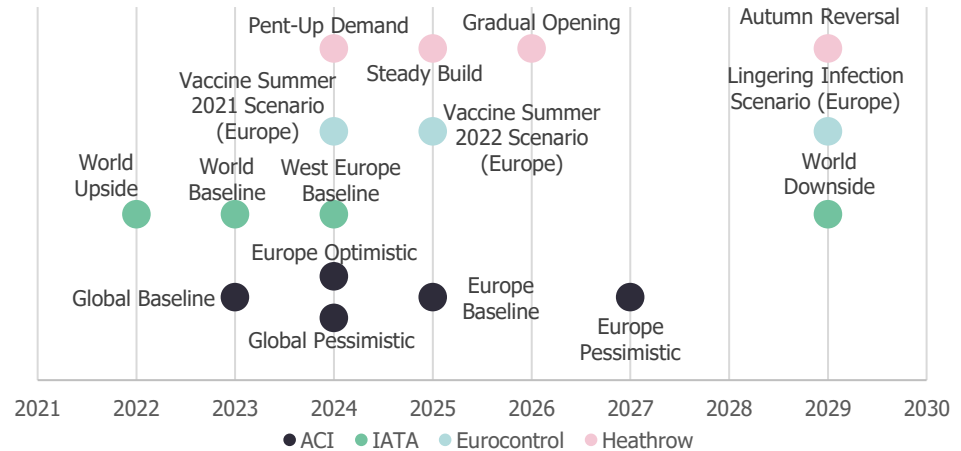 Autumn Reversal
Gradual Opening
Pent-Up Demand
Steady Build
Lingering Infection
Scenario (Europe)
Vaccine Summer
2021 Scenario
(Europe)
Vaccine Summer
2022 Scenario
(Europe)
World
Upside
World
Baseline
West Europe
Baseline
World
Downside
Europe Optimistic
Global Baseline
Europe
Baseline
Global Pessimistic
Europe
Pessimistic
2021 2022 2023 2024 2025 2026 2027 2028 2029 2030
ACI IATA Eurocontrol Heathrow